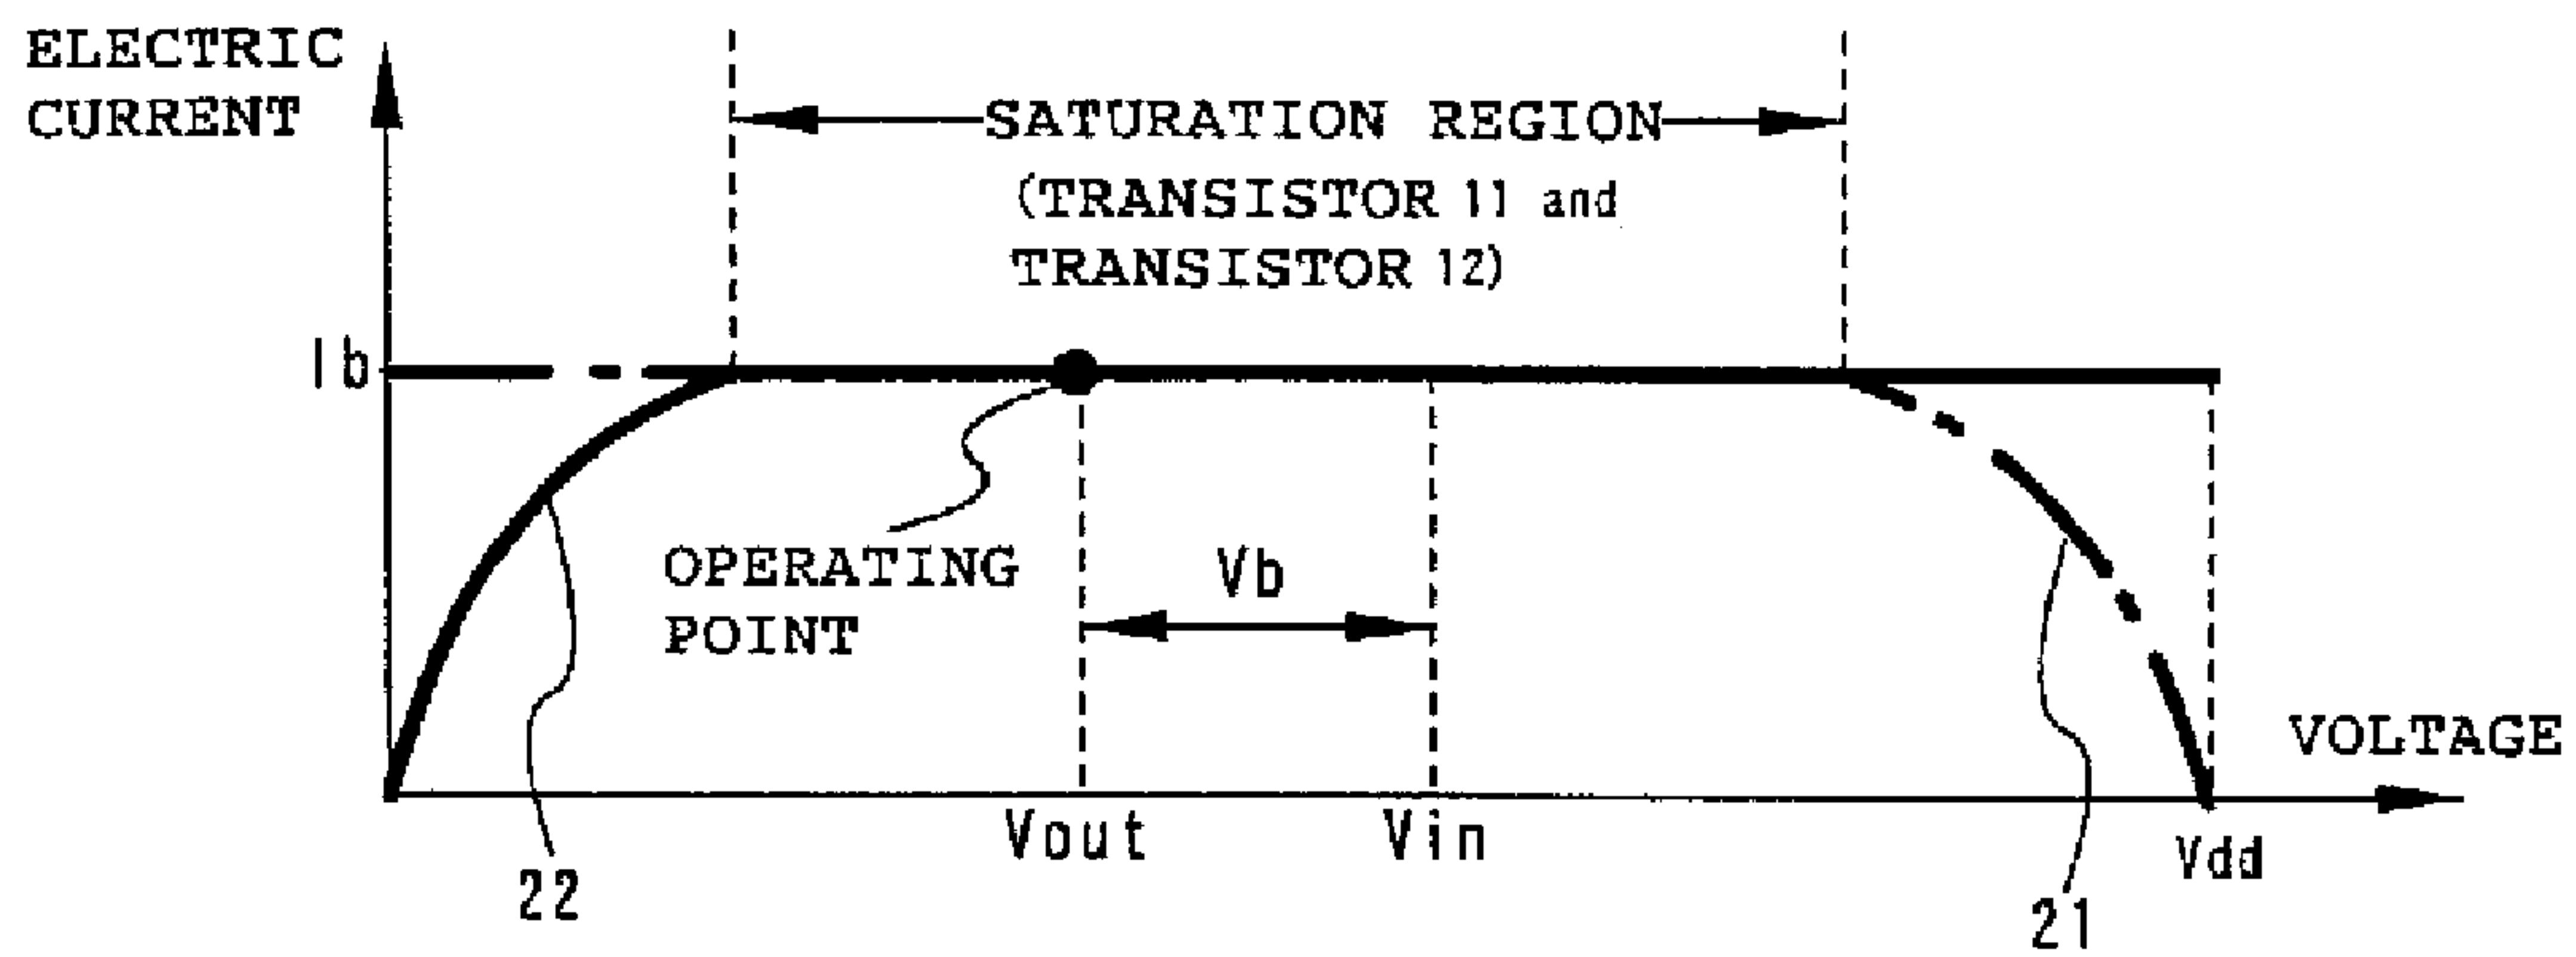 ELECTRIC
CURRENT
SATURATION REGION
(TRANSISTOR 11 and
TRANSISTOR 12)
Ib
OPERATING
POINT
Vb
VOLTAGE
Vout
Vin
Vdd
22
21